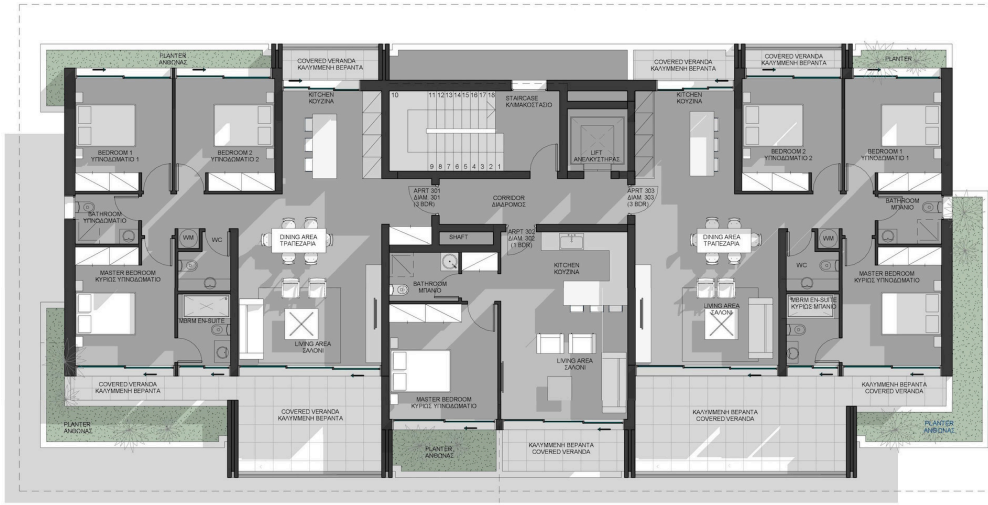 PLANTER
ΑΝΘΩΝΑΣ
COVERED VERANDA
ΚΑΛΥΜΜΕΝΗ ΒΕΡΑΝΤΑ
COVERED VERANDA
ΚΑΛΥΜΜΕΝΗ ΒΕΡΑΝΤΑ
COVERED VERANDA
ΚΑΛΥΜΜΕΝΗ ΒΕΡΑΝΤΑ
PLANTER
KITCHEN
ΚΟΥΖΙΝΑ
10
11 12 13 14 15 16 17 18
STAIRCASE
ΚΛΙΜΑΚΟΣΤΑΣΙΟ
KITCHEN
ΚΟΥΖΙΝΑ
BEDROOM 1
ΥΠΝΟΔΩΜΑΤΙΟ 1
BEDROOM 2
ΥΠΝΟΔΩΜΑΤΙΟ 2
LIFT
ΑΝΕΛΚΥΣΤΗΡΑΣ
BEDROOM 2
ΥΠΝΟΔΩΜΑΤΙΟ 2
BEDROOM 1
ΥΠΝΟΔΩΜΑΤΙΟ 1
9 8 7 6 5 4 3 2 1
APRT 301
ΔΙΑΜ. 301
(3 BDR)
CORRIDOR
ΔΙΑΔΡΟΜΟΣ
APRT 303
ΔΙΑΜ. 303
(3 BDR)
BATHROOM
ΥΠΝΟΔΩΜΑΤΙΟ
BATHROOM
ΜΠΑΝΙΟ
WM
WC
DINING AREA
ΤΡΑΠΕΖΑΡΙΑ
SHAFT
ARPT 302
ΔΙΑΜ. 302
(1 BDR)
DINING AREA
ΤΡΑΠΕΖΑΡΙΑ
WM
WC
KITCHEN
ΚΟΥΖΙΝΑ
MASTER BEDROOM
ΚΥΡΙΩΣ ΥΠΝΟΔΩΜΑΤΙΟ
BATHROOM
ΜΠΑΝΙΟ
MASTER BEDROOM
ΚΥΡΙΩΣ ΥΠΝΟΔΩΜΑΤΙΟ
MBRM EN-SUITE
MBRM EN-SUITE
ΚΥΡΙΩΣ ΜΠΑΝΙΟ
LIVING AREA
ΣΑΛΟΝΙ
LIVING AREA
ΣΑΛΟΝΙ
LIVING AREA
ΣΑΛΟΝΙ
COVERED VERANDA
ΚΑΛΥΜΜΕΝΗ ΒΕΡΑΝΤΑ
MASTER BEDROOM
ΚΥΡΙΩΣ ΥΠΝΟΔΩΜΑΤΙΟ
ΚΑΛΥΜΜΕΝΗ ΒΕΡΑΝΤΑ
COVERED VERANDA
COVERED VERANDA
ΚΑΛΥΜΜΕΝΗ ΒΕΡΑΝΤΑ
ΚΑΛΥΜΜΕΝΗ ΒΕΡΑΝΤΑ
COVERED VERANDA
PLANTER
ΑΝΘΩΝΑΣ
PLANTER
ΑΝΘΩΝΑΣ
PLANTER
ΑΝΘΩΝΑΣ
ΚΑΛΥΜΜΕΝΗ ΒΕΡΑΝΤΑ
COVERED VERANDA